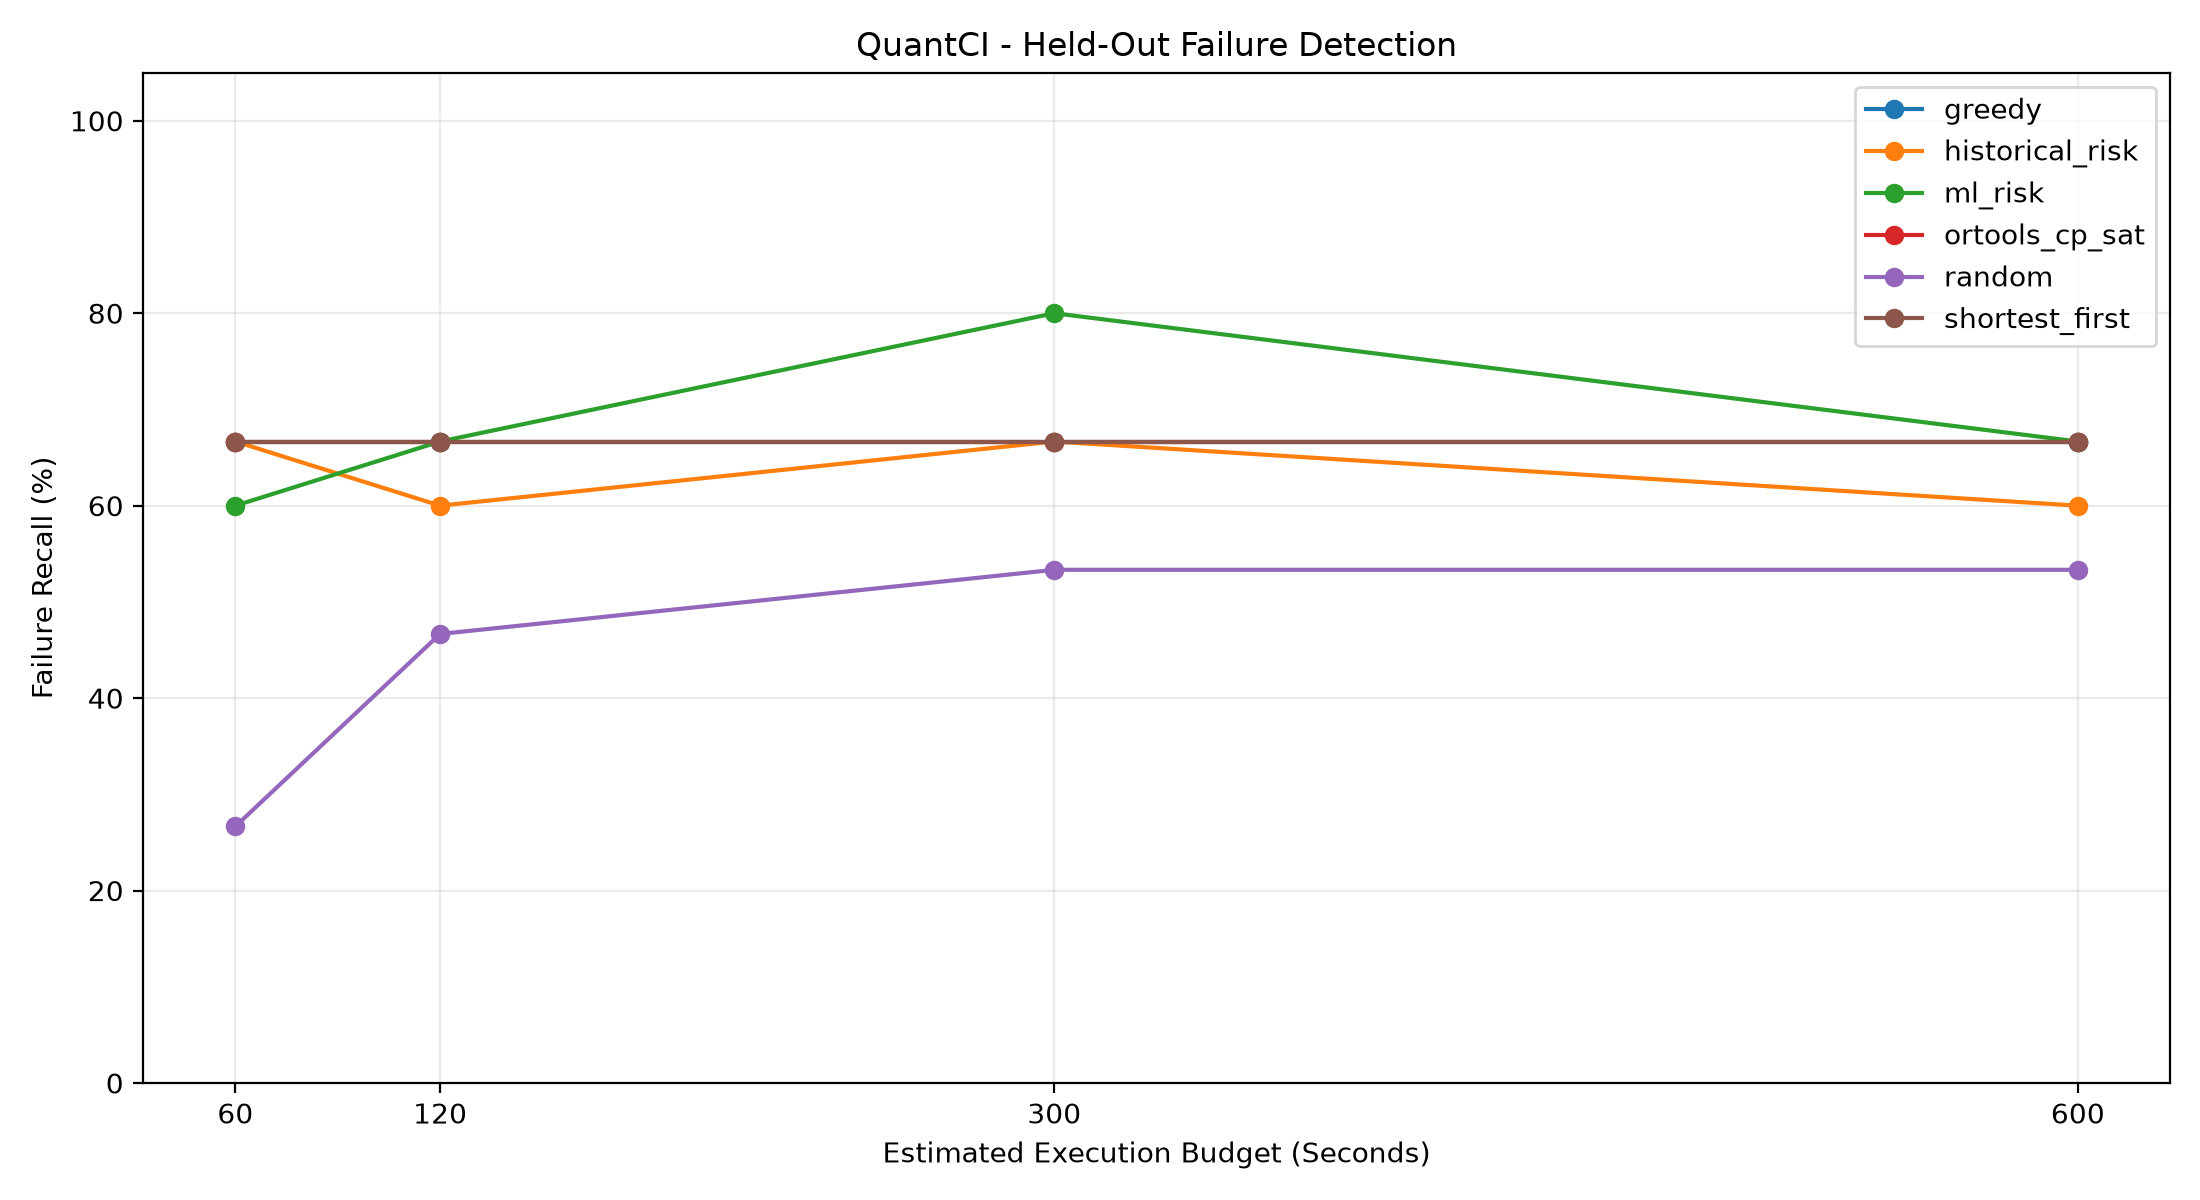 QuantCI - Held-Out Failure Detection
100
80
60
40
20
0
Failure Recall (%)
greedy
historical_risk
ml_risk
ortools_cp_sat
random
shortest_first
60 120 300 600
Estimated Execution Budget (Seconds)